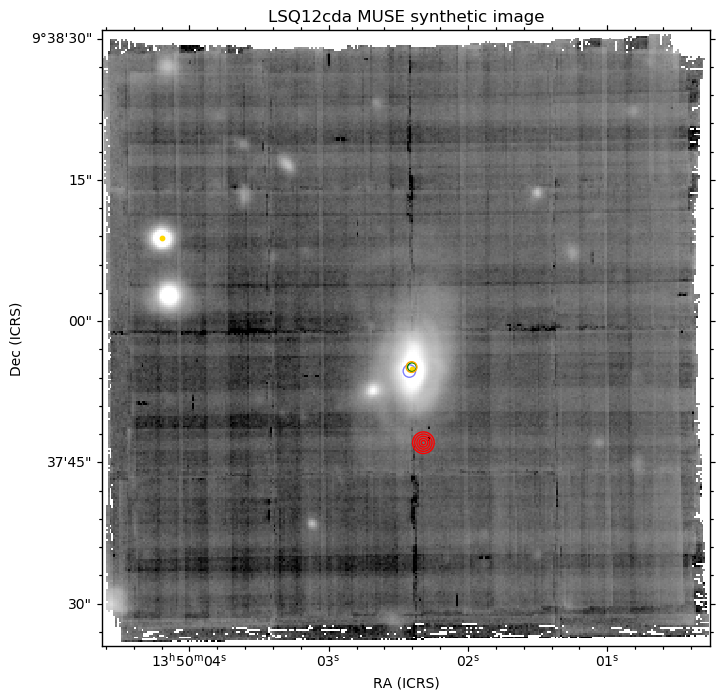 LSQ12cda MUSE synthetic image
9°38'30"
15"
00"
37'45"
30"
Dec (ICRS)
13h50m04s
03s
02s
01s
RA (ICRS)